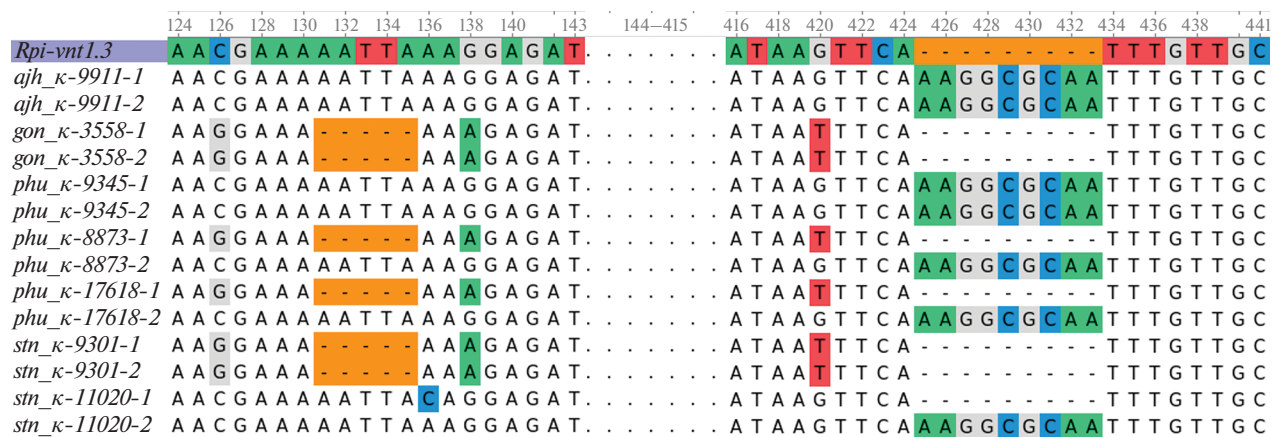 124 126 128 130 132 134 136 138 140 143 144–415 416 418 420 422 424 426 428 430 432 434 436 438 441
Rpi-vnt1.3 A A C G A A A A A T T A A A G G A G A T . . . . . . . A T A A G T T C A - - - - - - - - - T T T G T T G C
ajh_к-9911-1 A A C G A A A A A T T A A A G G A G A T . . . . . . . A T A A G T T C A A A G G C G C A A T T T G T T G C
ajh_к-9911-2 A A C G A A A A A T T A A A G G A G A T . . . . . . . A T A A G T T C A A A G G C G C A A T T T G T T G C
gon_к-3558-1 A A G G A A A - - - - - A A A G A G A T . . . . . . . A T A A T T T C A - - - - - - - - - T T T G T T G C
gon_к-3558-2 A A G G A A A - - - - - A A A G A G A T . . . . . . . A T A A T T T C A - - - - - - - - - T T T G T T G C
phu_к-9345-1 A A C G A A A A A T T A A A G G A G A T . . . . . . . A T A A G T T C A A A G G C G C A A T T T G T T G C
phu_к-9345-2 A A C G A A A A A T T A A A G G A G A T . . . . . . . A T A A G T T C A A A G G C G C A A T T T G T T G C
phu_к-8873-1 A A G G A A A - - - - - A A A G A G A T . . . . . . . A T A A T T T C A - - - - - - - - - T T T G T T G C
phu_к-8873-2 A A C G A A A A A T T A A A G G A G A T . . . . . . . A T A A G T T C A A A G G C G C A A T T T G T T G C
phu_к-17618-1 A A G G A A A - - - - - A A A G A G A T . . . . . . . A T A A T T T C A - - - - - - - - - T T T G T T G C
phu_к-17618-2 A A C G A A A A A T T A A A G G A G A T . . . . . . . A T A A G T T C A A A G G C G C A A T T T G T T G C
stn_к-9301-1 A A G G A A A - - - - - A A A G A G A T . . . . . . . A T A A T T T C A - - - - - - - - - T T T G T T G C
stn_к-9301-2 A A G G A A A - - - - - A A A G A G A T . . . . . . . A T A A T T T C A - - - - - - - - - T T T G T T G C
stn_к-11020-1 A A C G A A A A A T T A C A G G A G A T . . . . . . . A T A A G T T C A - - - - - - - - - T T T G T T G C
stn_к-11020-2 A A C G A A A A A T T A A A G G A G A T . . . . . . . A T A A G T T C A A A G G C G C A A T T T G T T G C